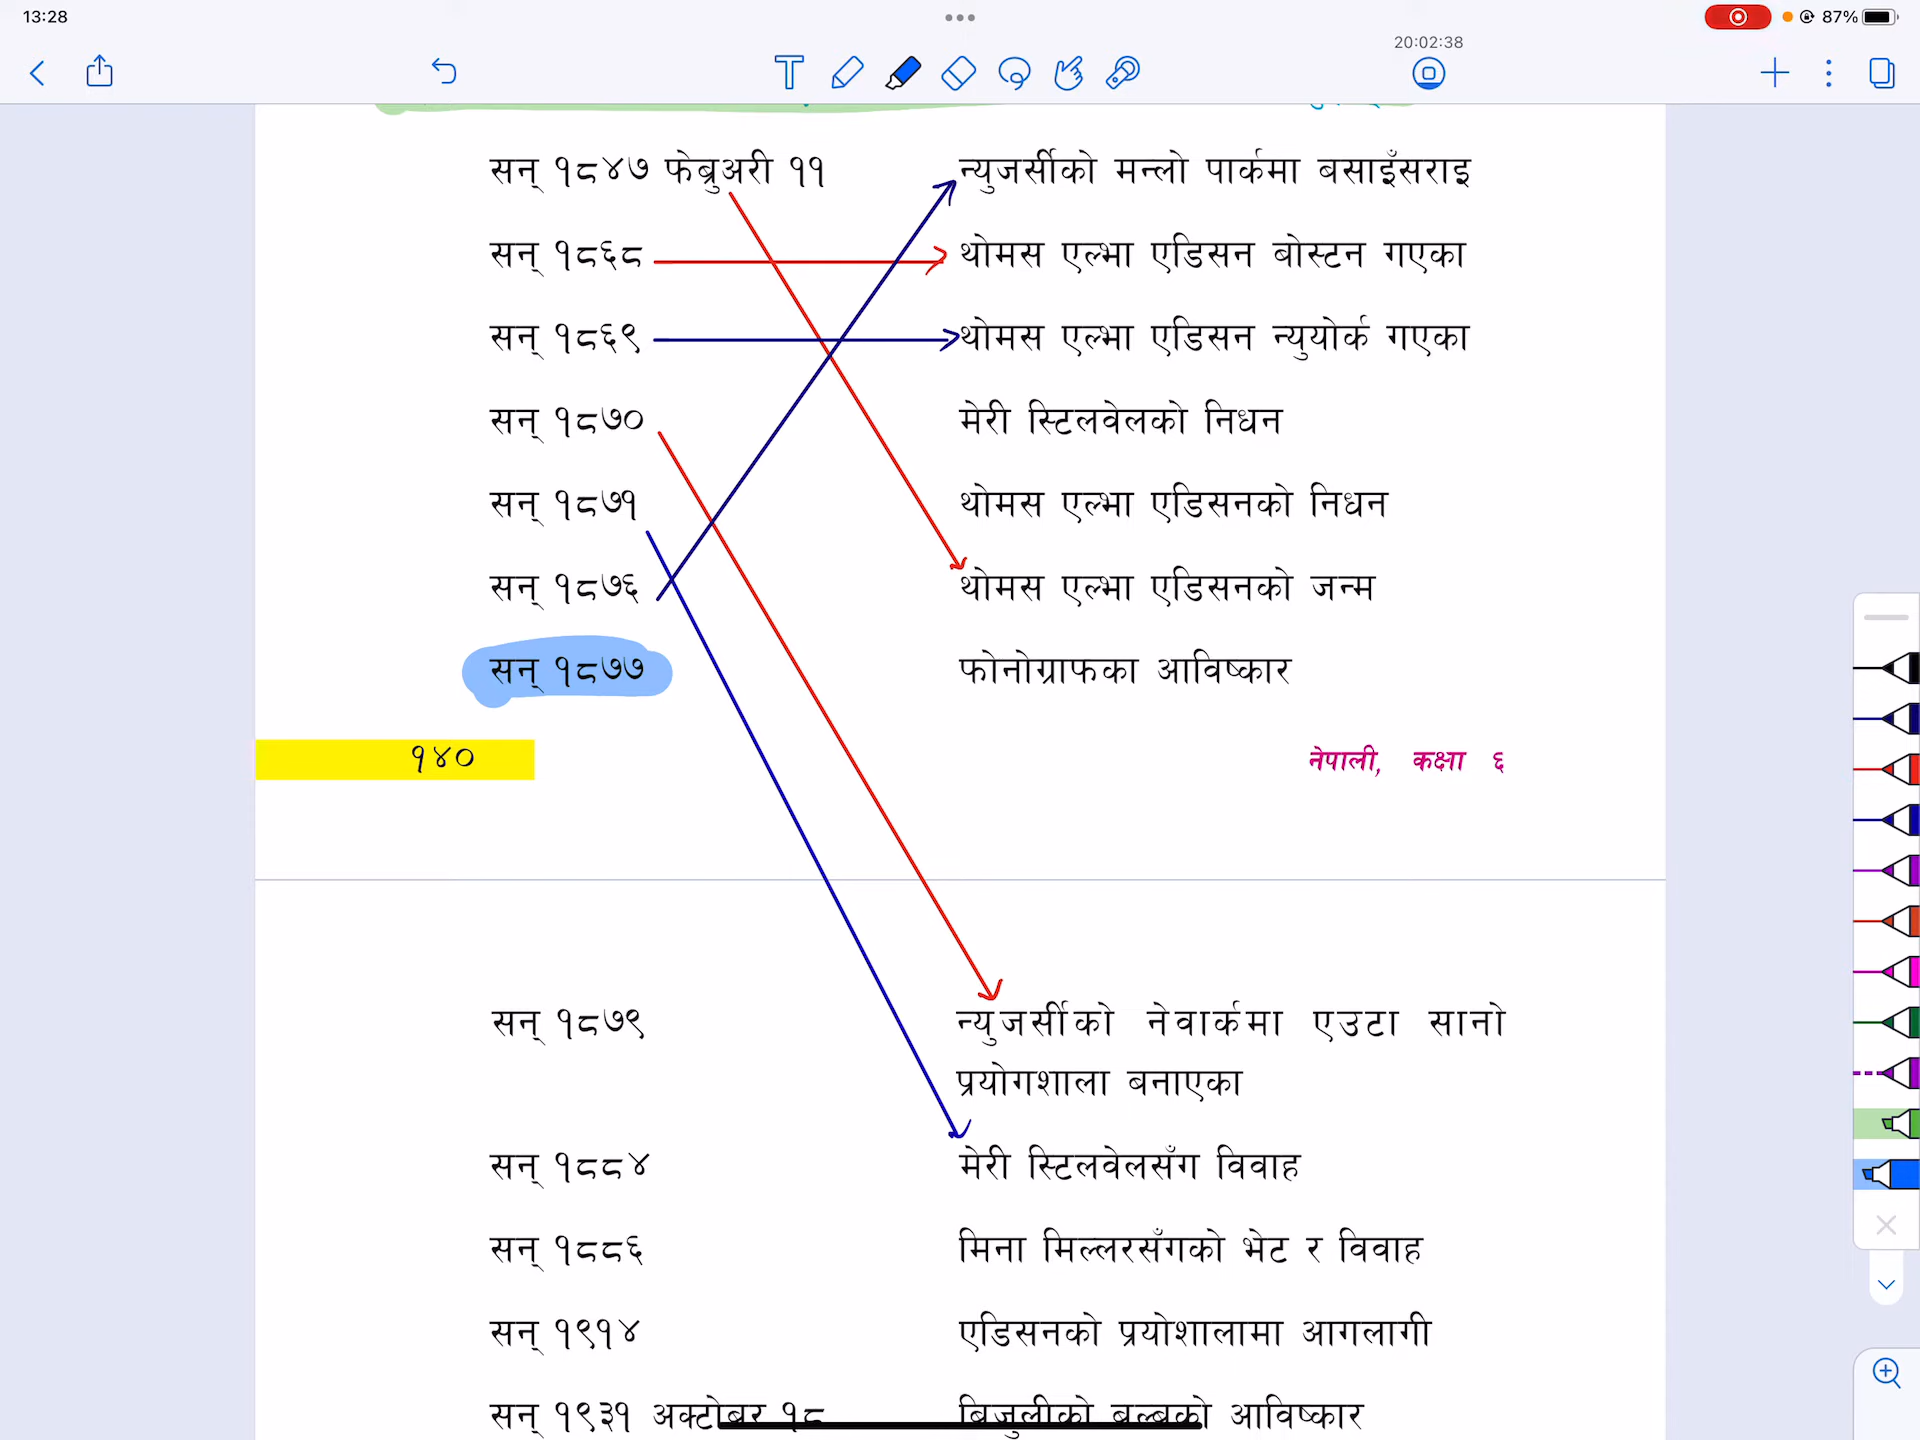 13:28
87%
20:02:38
सन् १८४७ फेब्रुअरी ११ न्युजर्सीको मन्लो पार्कमा बसाइँसराइ
सन् १८६८ थोमस एल्भा एडिसन बोस्टन गएका
सन् १८६९ थोमस एल्भा एडिसन न्युयोर्क गएका
सन् १८७० मेरी स्टिलवेलको निधन
सन् १८७१ थोमस एल्भा एडिसनको निधन
सन् १८७६ थोमस एल्भा एडिसनको जन्म
सन् १८७७ फोनोग्राफका आविष्कार
१४० नेपाली, कक्षा ६
सन् १८७९ न्युजर्सीको नेवार्कमा एउटा सानो
प्रयोगशाला बनाएका
सन् १८८४ मेरी स्टिलवेलसँग विवाह
सन् १८८६ मिना मिल्लरसँगको भेट र विवाह
सन् १९१४ एडिसनको प्रयोशालामा आगलागी
सन् १९३१ अक्टोबर १८ बिजुलीको बल्बको आविष्कार